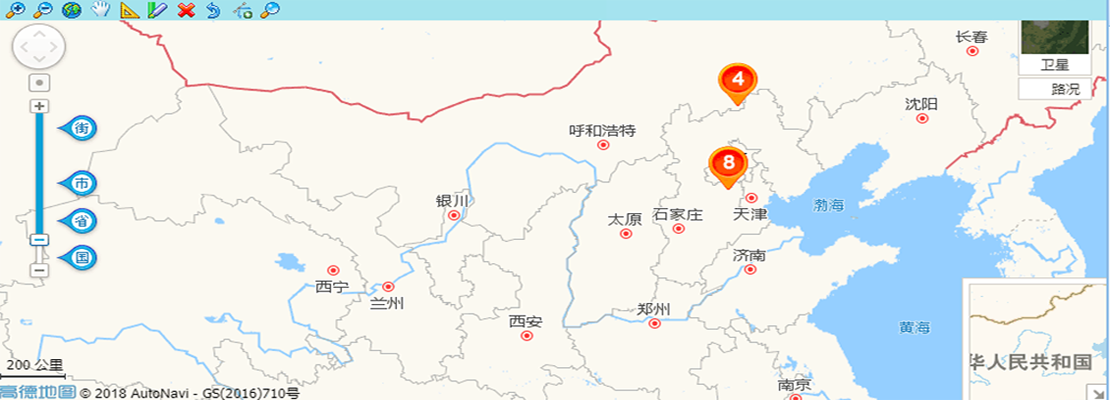 长春
卫星
路况
4
沈阳
呼和浩特
街
8
市
银川
渤海
天津
太原
石家庄
省
国
济南
西宁
兰州
郑州
西安
黄海
200 公里
华人民共和国
南京
高德地图 © 2018 AutoNavi - GS(2016)710号